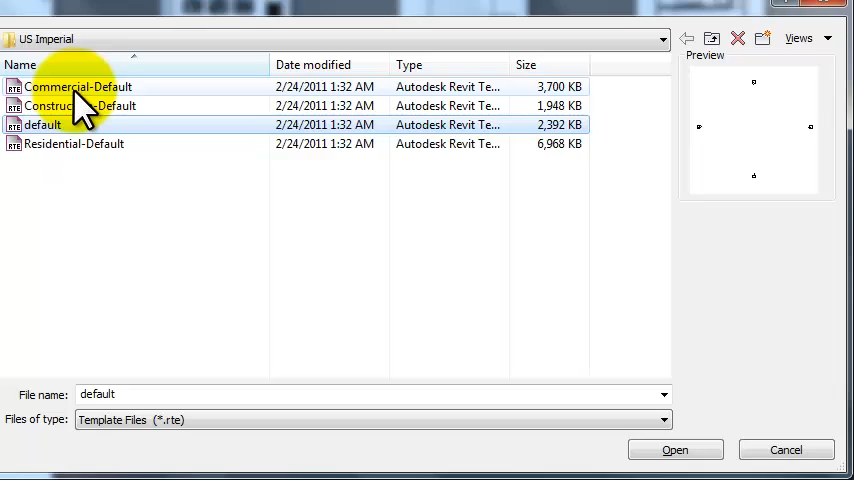 US Imperial
Views
Name Date modified Type Size
Preview
Commercial-Default 2/24/2011 1:32 AM Autodesk Revit Te... 3,700 KB
2/24/2011 1:32 AM Autodesk Revit Te... 1,948 KB
default 2/24/2011 1:32 AM Autodesk Revit Te... 2,392 KB
Residential-Default 2/24/2011 1:32 AM Autodesk Revit Te... 6,968 KB
File name: default
Files of type: Template Files (*.rte)
Open Cancel